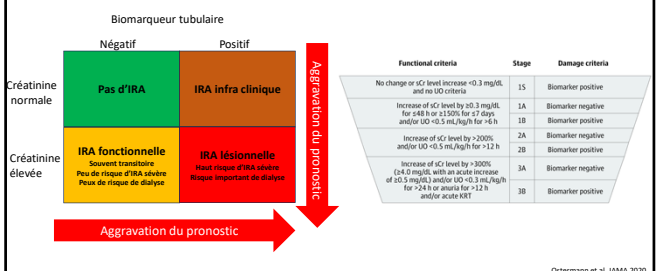 Biomarqueur tubulaire
Négatif
Positif
Créatinine
normale
Pas d'IRA
IRA infra clinique
Créatinine
élevée
IRA fonctionnelle
Souvent transitoire
Peu de risque d'IRA sévère
Peux de risque de dialyse
IRA lésionnelle
Haut risque d'IRA sévère
Risque important de dialyse
Aggravation du pronostic
Aggravation du pronostic
Functional criteria
Stage
Damage criteria
No change or sCr level increase <0.3 mg/dL
and no UO criteria
1S
Biomarker positive
Increase of sCr level by ≥0.3 mg/dL
for ≤48 h or ≥150% for ≤7 days
and/or UO <0.5 mL/kg/h for >6 h
1A
Biomarker negative
1B
Biomarker positive
Increase of sCr level by >200%
and/or UO <0.5 mL/kg/h for >12 h
2A
Biomarker negative
2B
Biomarker positive
Increase of sCr level by >300%
(≥4.0 mg/dL with an acute increase
of ≥0.5 mg/dL) and/or UO <0.3 mL/kg/h
for >24 h or anuria for >12 h
and/or acute KRT
3A
Biomarker negative
3B
Biomarker positive
Ostermann et al. JAMA 2020